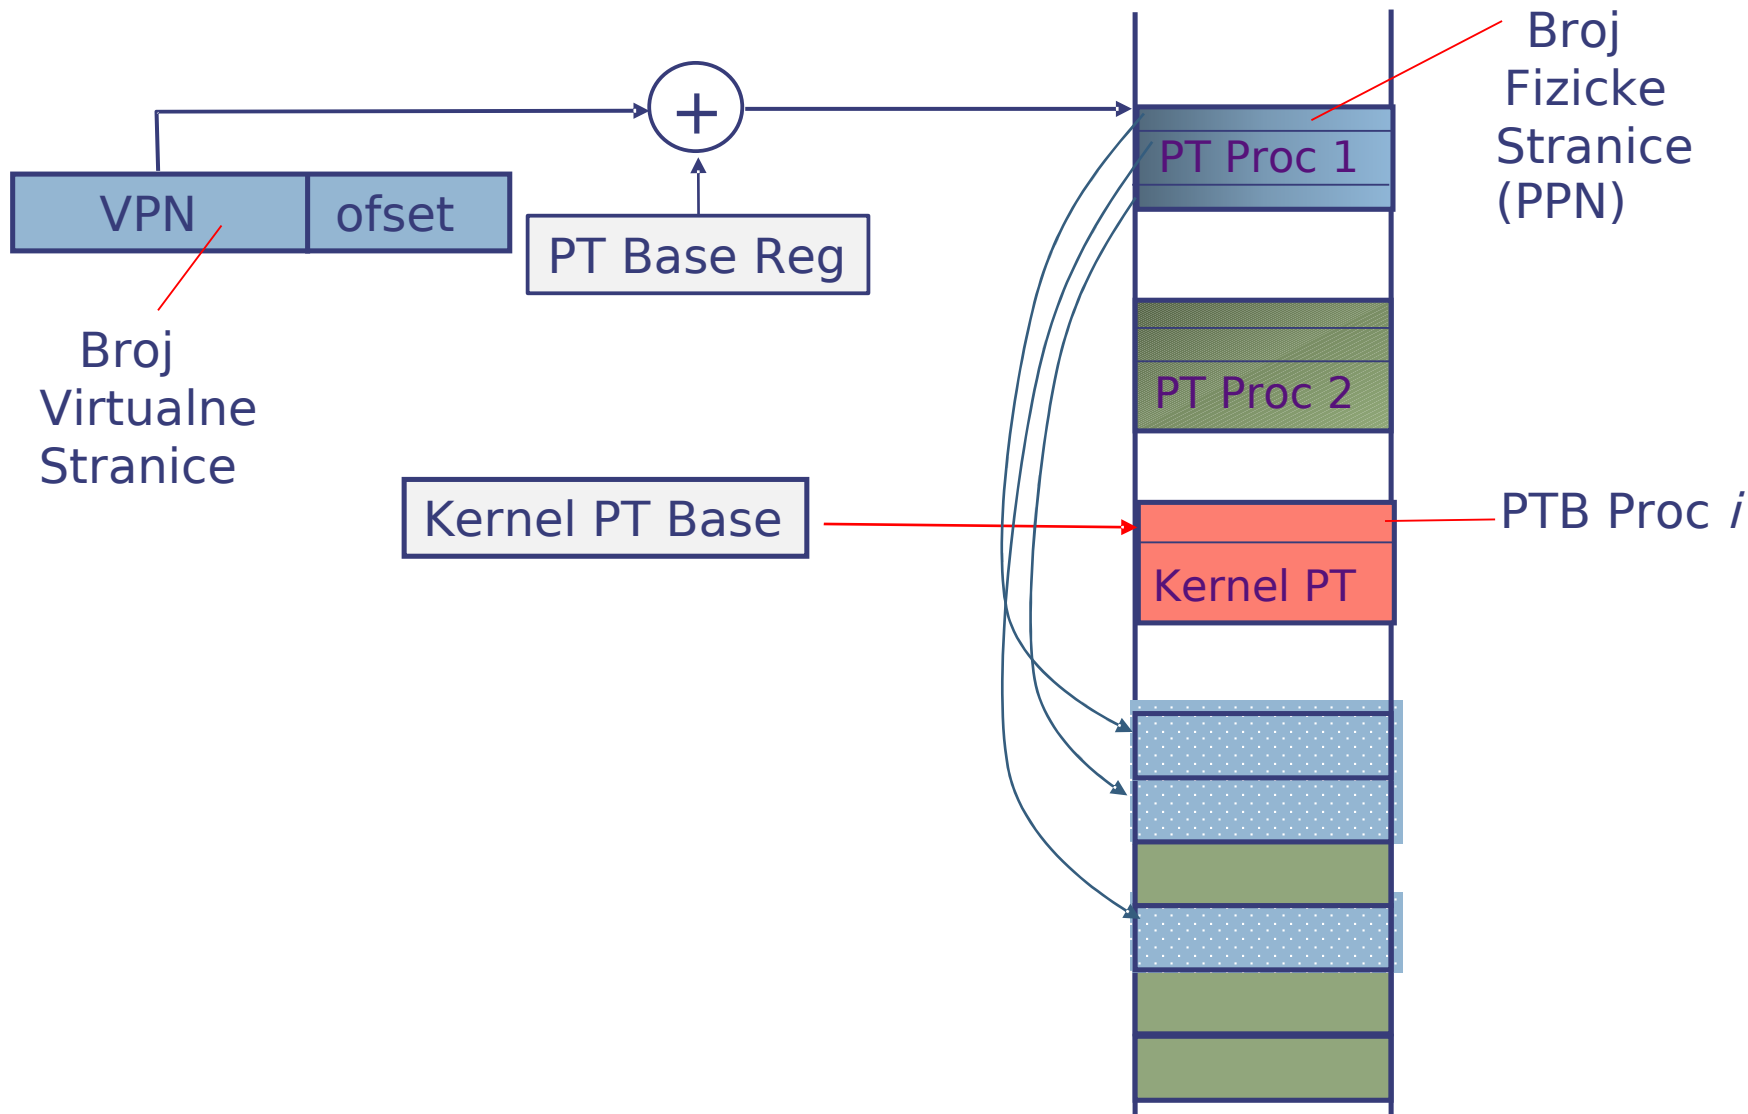 Broj
Fizicke
Stranice
(PPN)
+
PT Proc 1
VPN
ofset
PT Base Reg
Broj
Virtualne
Stranice
PT Proc 2
Kernel PT Base
PTB Proc i
Kernel PT